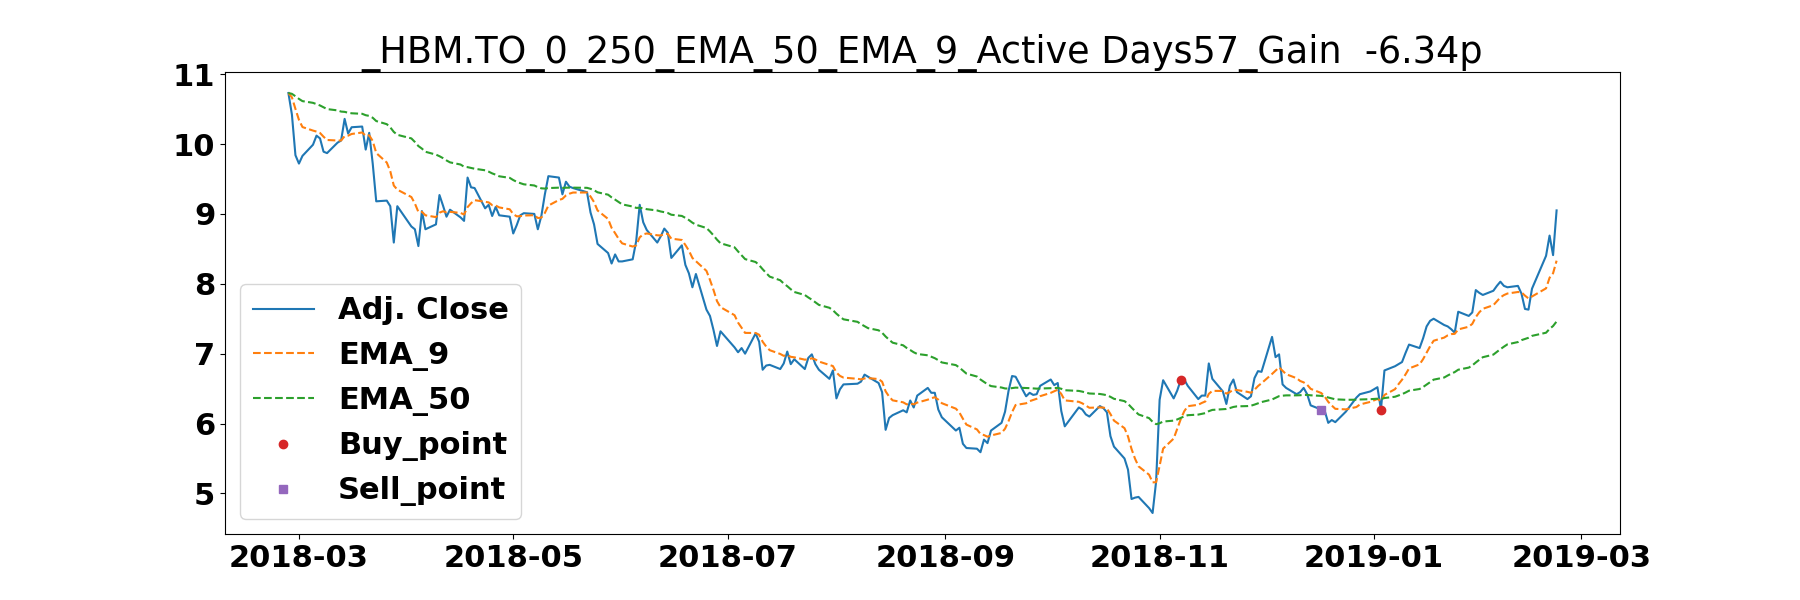 _HBM.TO_0_250_EMA_50_EMA_9_Active Days57_Gain  -6.34p
11
10
9
8
7
6
5
Adj. Close
EMA_9
EMA_50
Buy_point
Sell_point
2018-03 2018-05 2018-07 2018-09 2018-11 2019-01 2019-03